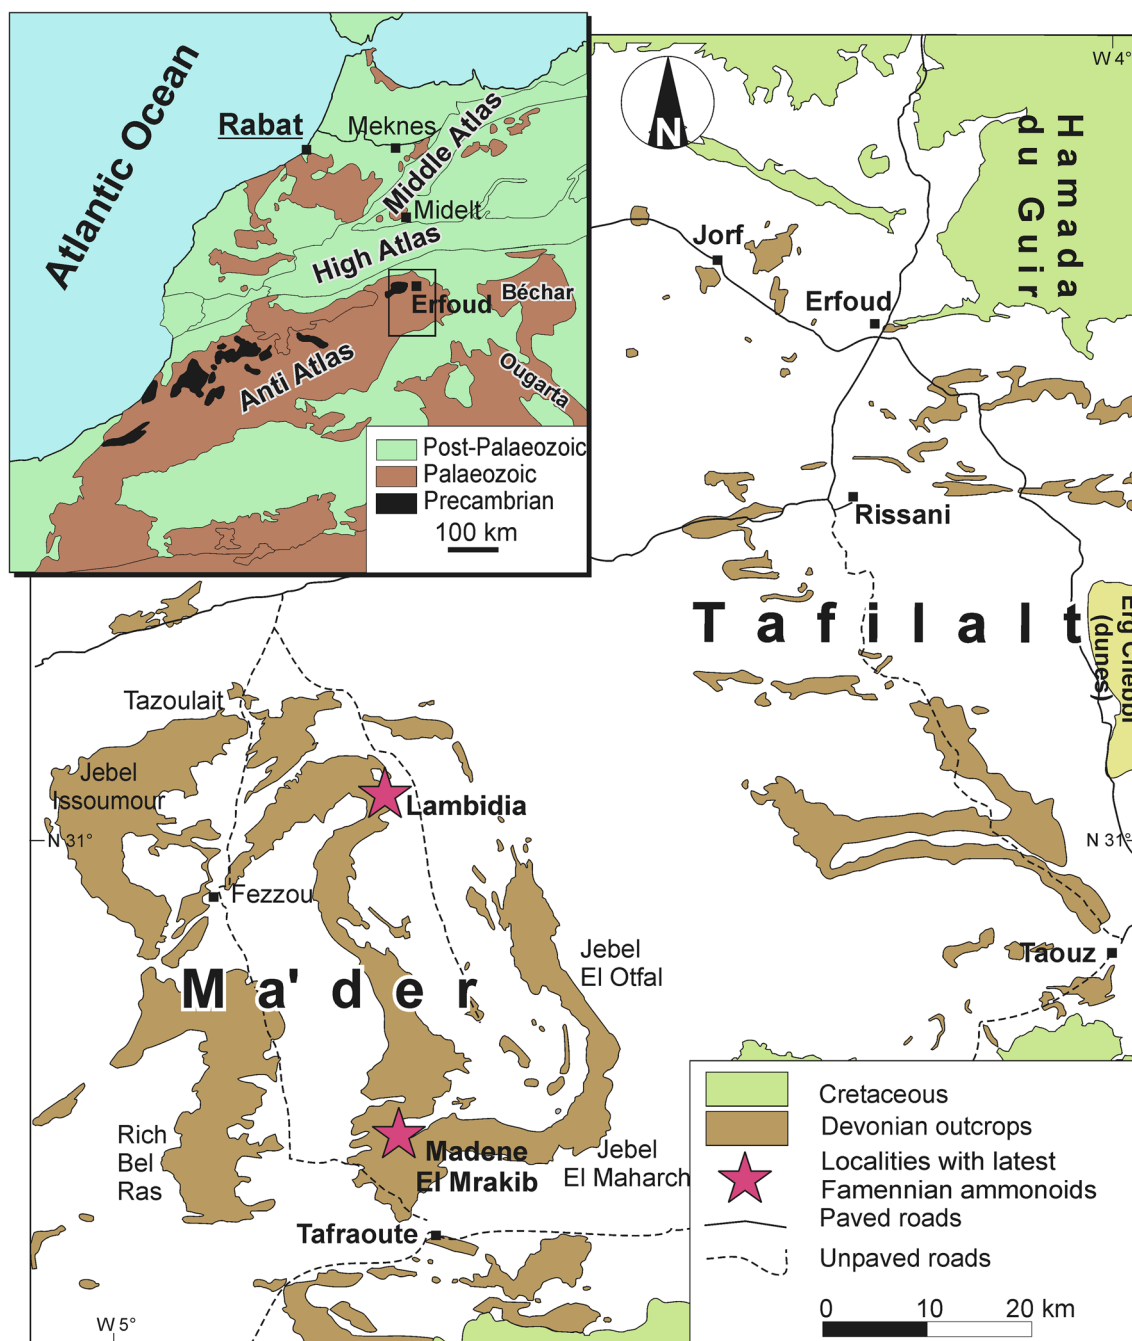 Atlantic Ocean
Rabat
Meknes
Middle Atlas
Midelt
High Atlas
Erfoud
Béchar
Anti Atlas
Ougarta
Post-Palaeozoic
Palaeozoic
Precambrian
100 km
W 4°
N
Hamada
du Guir
Jorf
Erfoud
Rissani
Tafilalt
Erg Chebbi
(dunes)
Tazoulait
Jebel
Issoumour
Lambidia
N 31°
N 31°
Fezzou
Jebel
El Otfal
Ma'der
Taouz
Rich
Bel
Ras
Madene
El Mrakib
Jebel
El Maharch
Tafraoute
W 5°
Cretaceous
Devonian outcrops
Localities with latest
Famennian ammonoids
Paved roads
Unpaved roads
0 10 20 km